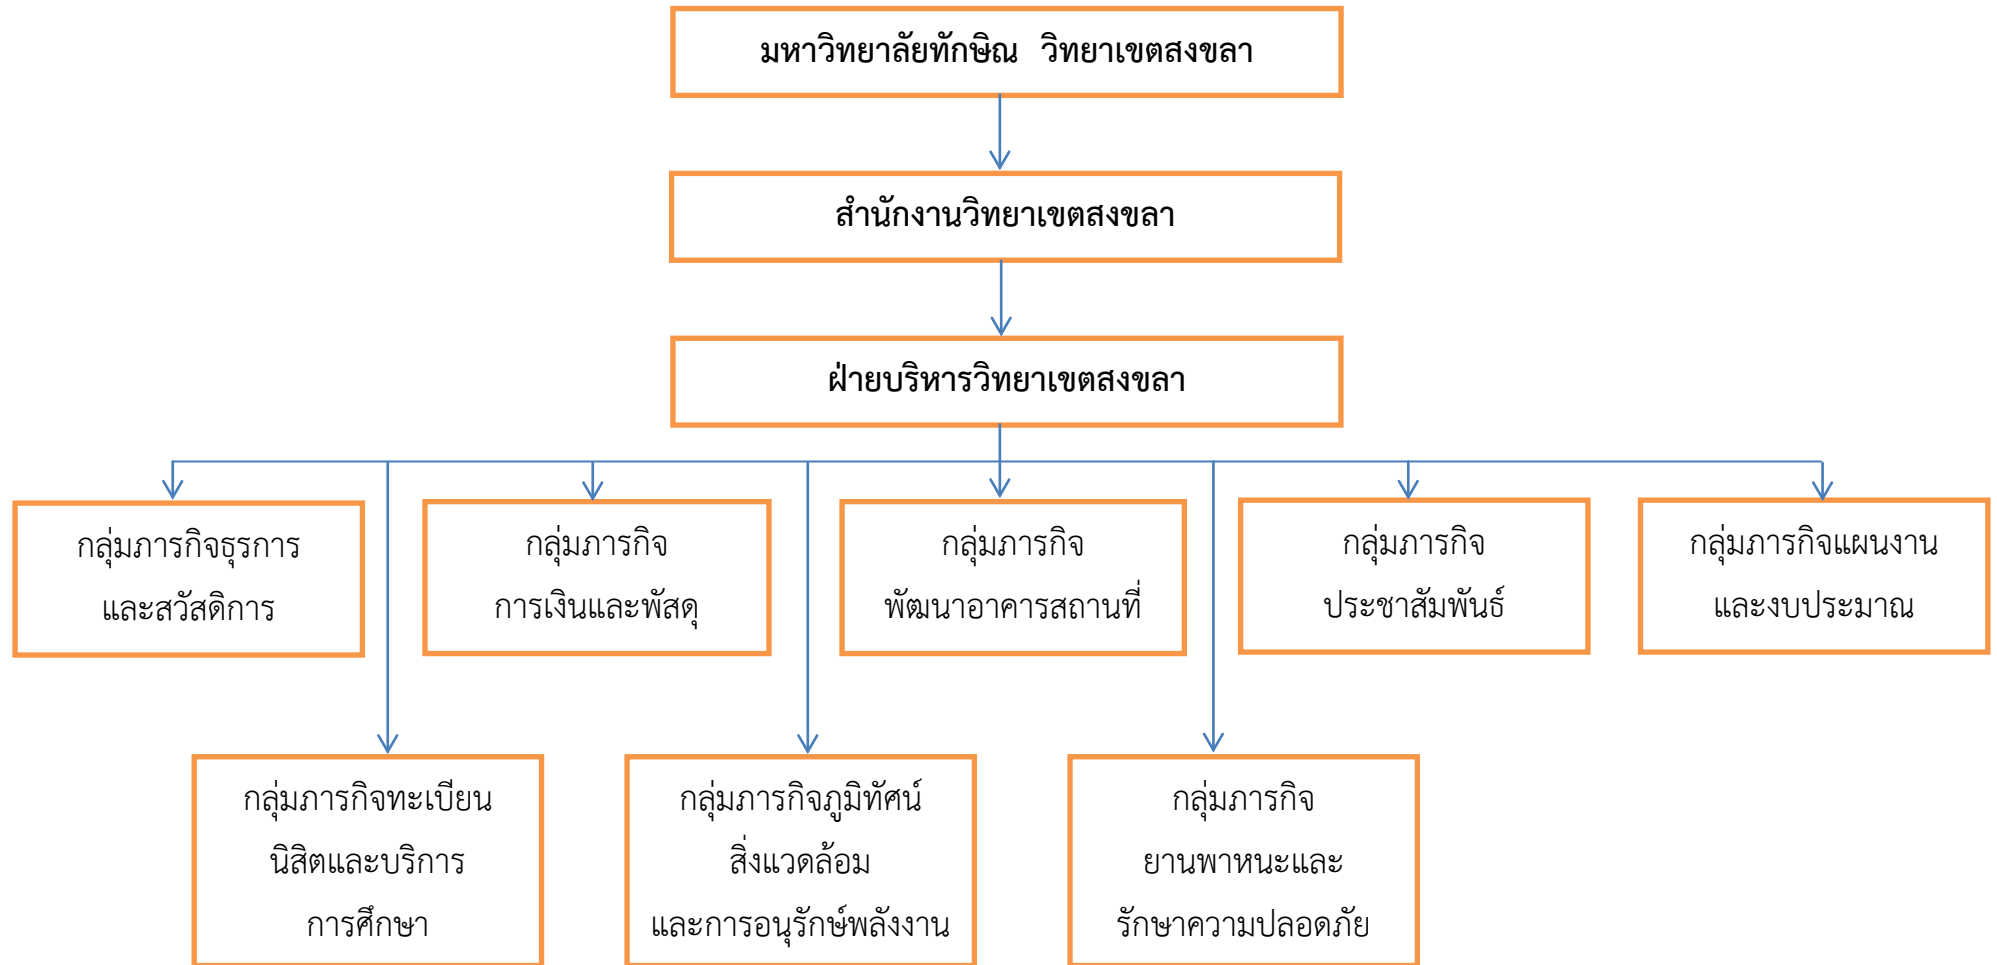 มหาวิทยาลัยทักษิณ วิทยาเขตสงขลา
สำนักงานวิทยาเขตสงขลา
ฝ่ายบริหารวิทยาเขตสงขลา
กลุ่มภารกิจธุรการ
และสวัสดิการ
กลุ่มภารกิจ
การเงินและพัสดุ
กลุ่มภารกิจ
พัฒนาอาคารสถานที่
กลุ่มภารกิจ
ประชาสัมพันธ์
กลุ่มภารกิจแผนงาน
และงบประมาณ
กลุ่มภารกิจทะเบียน
นิสิตและบริการ
การศึกษา
กลุ่มภารกิจภูมิทัศน์
สิ่งแวดล้อม
และการอนุรักษ์พลังงาน
กลุ่มภารกิจ
ยานพาหนะและ
รักษาความปลอดภัย